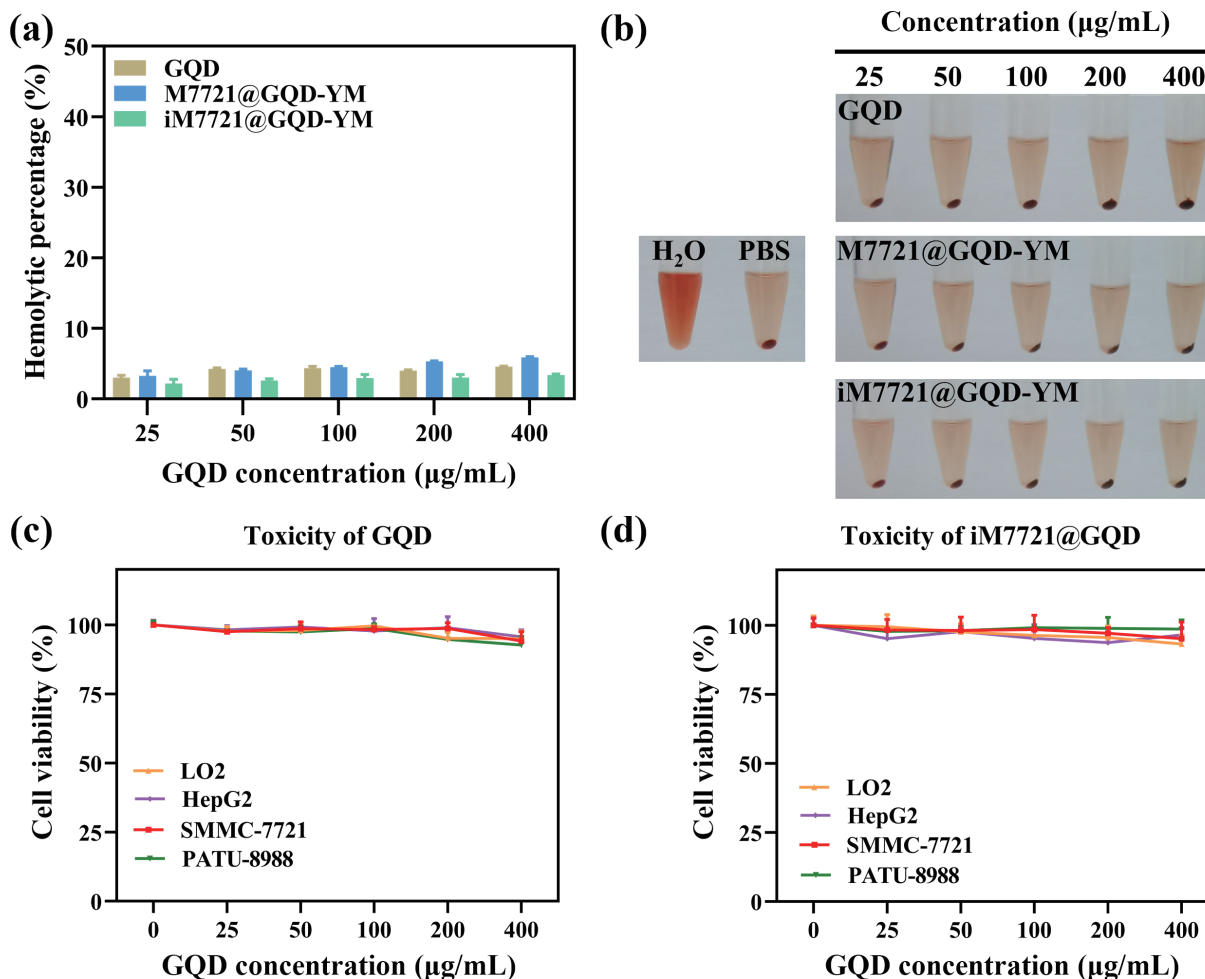 (a)
Hemolytic percentage (%)
50
40
30
20
10
0
GQD
M7721@GQD-YM
iM7721@GQD-YM
25 50 100 200 400
GQD concentration (μg/mL)
(b)
Concentration (μg/mL)
25 50 100 200 400
GQD
H₂O PBS
M7721@GQD-YM
iM7721@GQD-YM
(c)
Toxicity of GQD
Cell viability (%)
100
75
50
25
0
LO2
HepG2
SMMC-7721
PATU-8988
0 25 50 100 200 400
GQD concentration (μg/mL)
(d)
Toxicity of iM7721@GQD
Cell viability (%)
100
75
50
25
0
LO2
HepG2
SMMC-7721
PATU-8988
0 25 50 100 200 400
GQD concentration (μg/mL)